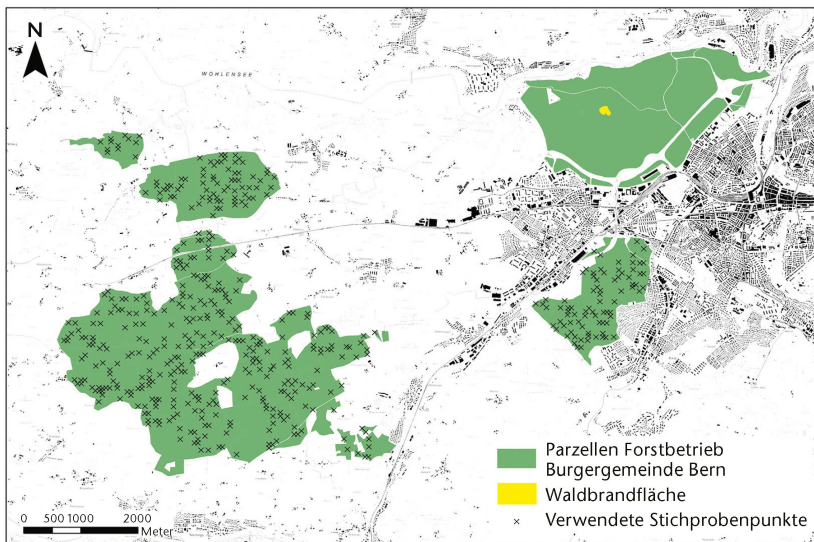 N
WOHLENSEE
Parzellen Forstbetrieb
Burgergemeinde Bern
Waldbrandfläche
Verwendete Stichprobenpunkte
0 500 1000 2000
Meter